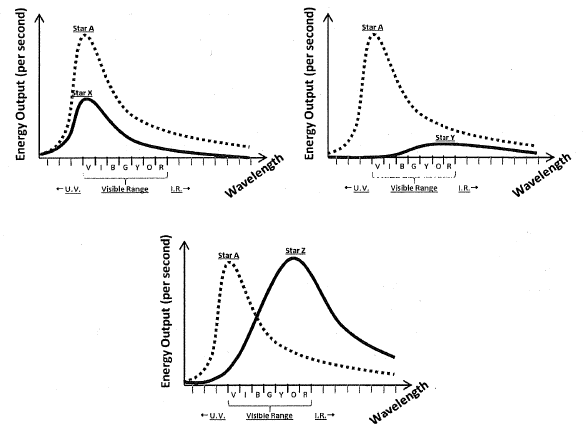 Energy Output (per second)
Star A
Star X
V I B G Y O R
← U.V. Visible Range I.R.→
Wavelength
Energy Output (per second)
Star A
Star Y
V I B G Y O R
← U.V. Visible Range I.R.→
Wavelength
Energy Output (per second)
Star A
Star Z
V I B G Y O R
← U.V. Visible Range I.R.→
Wavelength